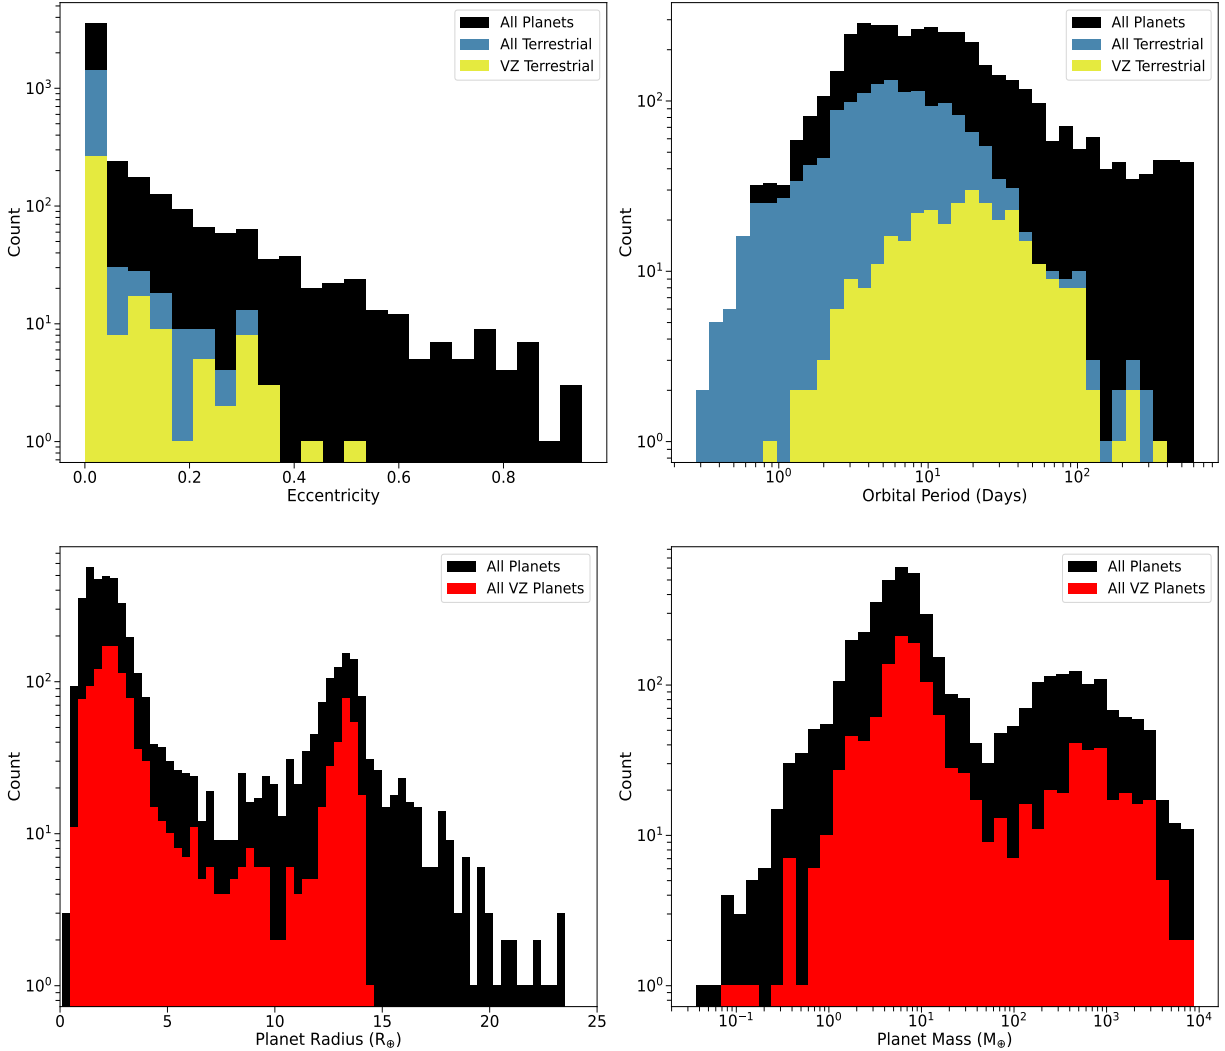 All Planets
All Terrestrial
VZ Terrestrial
10³
10²
10¹
10⁰
Count
0.0 0.2 0.4 0.6 0.8
Eccentricity
All Planets
All Terrestrial
VZ Terrestrial
10²
10¹
10⁰
Count
10⁰ 10¹ 10²
Orbital Period (Days)
All Planets
All VZ Planets
10²
10¹
10⁰
Count
0 5 10 15 20 25
Planet Radius (R⊕)
All Planets
All VZ Planets
10²
10¹
10⁰
Count
10⁻¹ 10⁰ 10¹ 10² 10³ 10⁴
Planet Mass (M⊕)